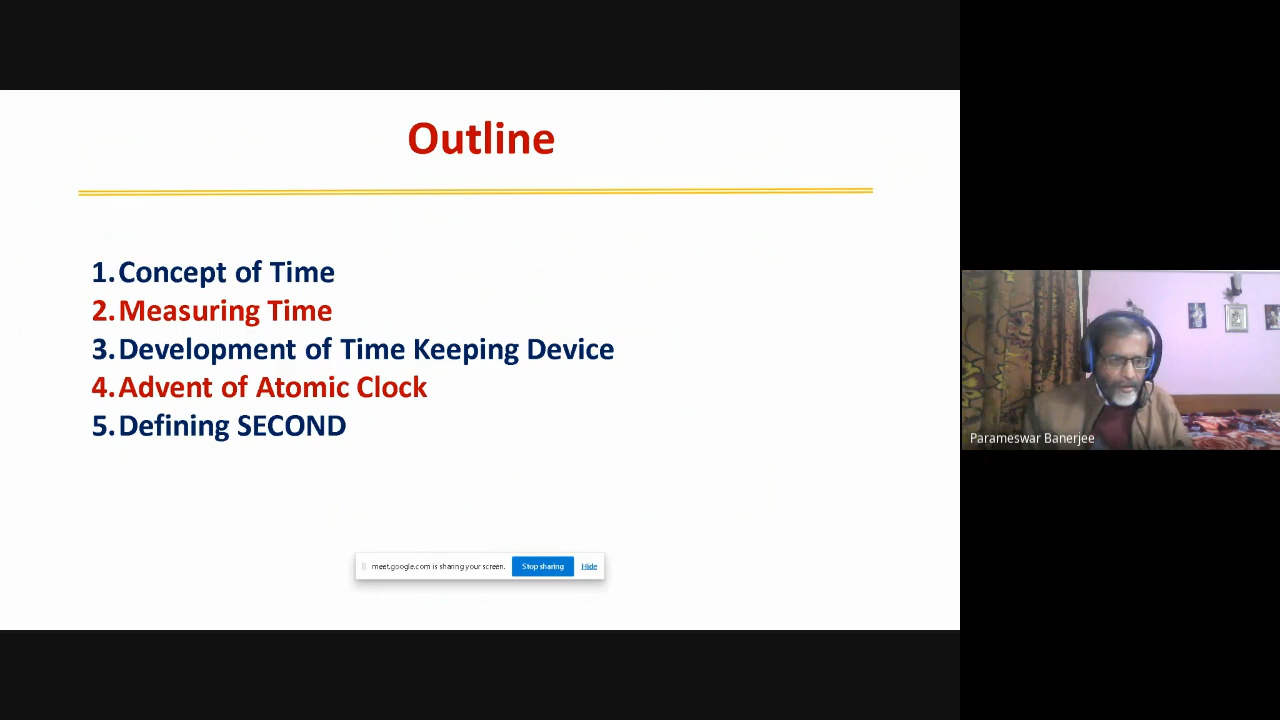 Outline
1. Concept of Time
2. Measuring Time
3. Development of Time Keeping Device
4. Advent of Atomic Clock
5. Defining SECOND
Parameswar Banerjee
meet.google.com is sharing your screen. Stop sharing Hide